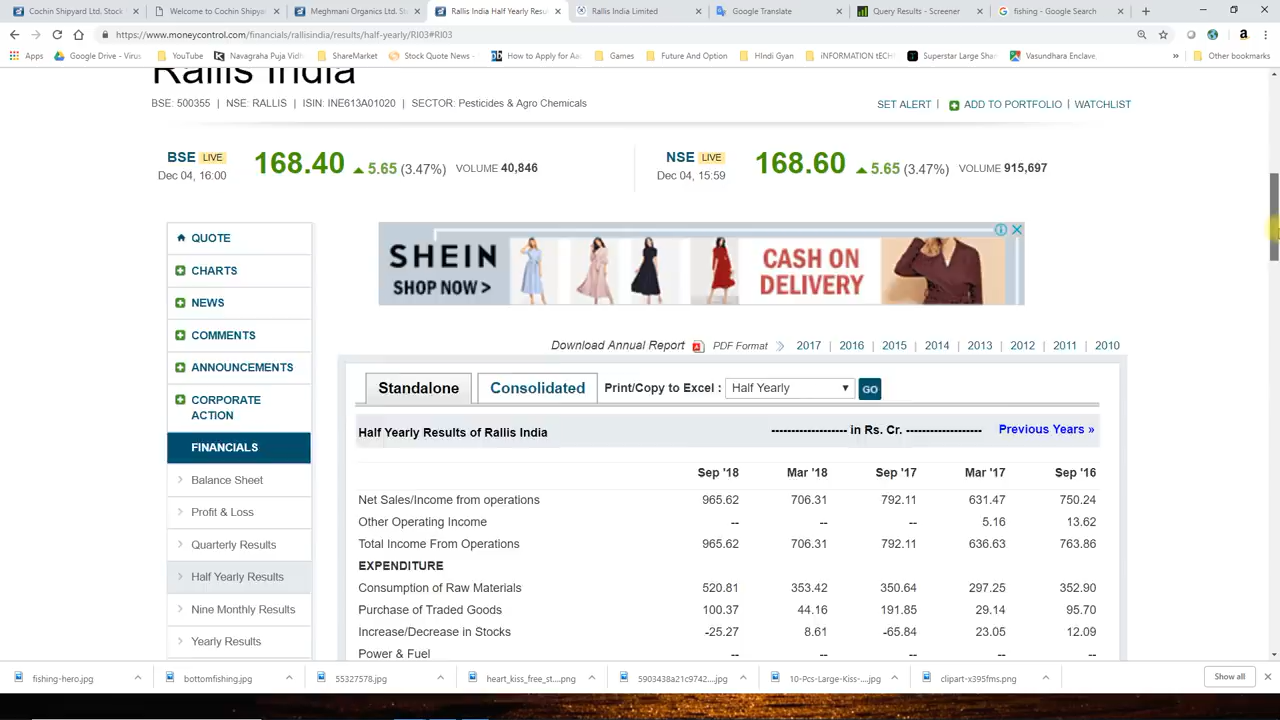 Cochin Shipyard Ltd. Stock
Welcome to Cochin Shipyar
Meghmani Organics Ltd. St
Rallis India Half Yearly Resu
Rallis India Limited
Google Translate
Query Results - Screener
fishing - Google Search
https://www.moneycontrol.com/financials/rallisindia/results/half-yearly/RI03#RI03
Apps
Google Drive - Virus
YouTube
Navagraha Puja Vidh
ShareMarket
Stock Quote News -
How to Apply for Aa
Games
Future And Option
HIndi Gyan
iNFORMATION tECH
Superstar Large Shar
Vasundhara Enclave,
Other bookmarks
Rallis India
BSE: 500355 | NSE: RALLIS | ISIN: INE613A01020 | SECTOR: Pesticides & Agro Chemicals
SET ALERT | ADD TO PORTFOLIO | WATCHLIST
BSE LIVE 168.40 5.65 (3.47%) VOLUME 40,846
Dec 04, 16:00
NSE LIVE 168.60 5.65 (3.47%) VOLUME 915,697
Dec 04, 15:59
QUOTE
CHARTS
NEWS
COMMENTS
ANNOUNCEMENTS
CORPORATE
ACTION
FINANCIALS
Balance Sheet
Profit & Loss
Quarterly Results
Half Yearly Results
Nine Monthly Results
Yearly Results
SHEIN
SHOP NOW >
CASH ON
DELIVERY
Download Annual Report PDF Format 2017 | 2016 | 2015 | 2014 | 2013 | 2012 | 2011 | 2010
Standalone Consolidated Print/Copy to Excel : Half Yearly GO
Half Yearly Results of Rallis India ------------------- in Rs. Cr. ------------------- Previous Years »
Sep '18 Mar '18 Sep '17 Mar '17 Sep '16
Net Sales/Income from operations 965.62 706.31 792.11 631.47 750.24
Other Operating Income -- -- -- 5.16 13.62
Total Income From Operations 965.62 706.31 792.11 636.63 763.86
EXPENDITURE
Consumption of Raw Materials 520.81 353.42 350.64 297.25 352.90
Purchase of Traded Goods 100.37 44.16 191.85 29.14 95.70
Increase/Decrease in Stocks -25.27 8.61 -65.84 23.05 12.09
Power & Fuel -- -- -- -- --
fishing-hero.jpg
bottomfishing.jpg
55327578.jpg
heart_kiss_free_st....png
5903438a21c9742....jpg
10-Pcs-Large-Kiss-....jpg
clipart-x395fms.png
Show all